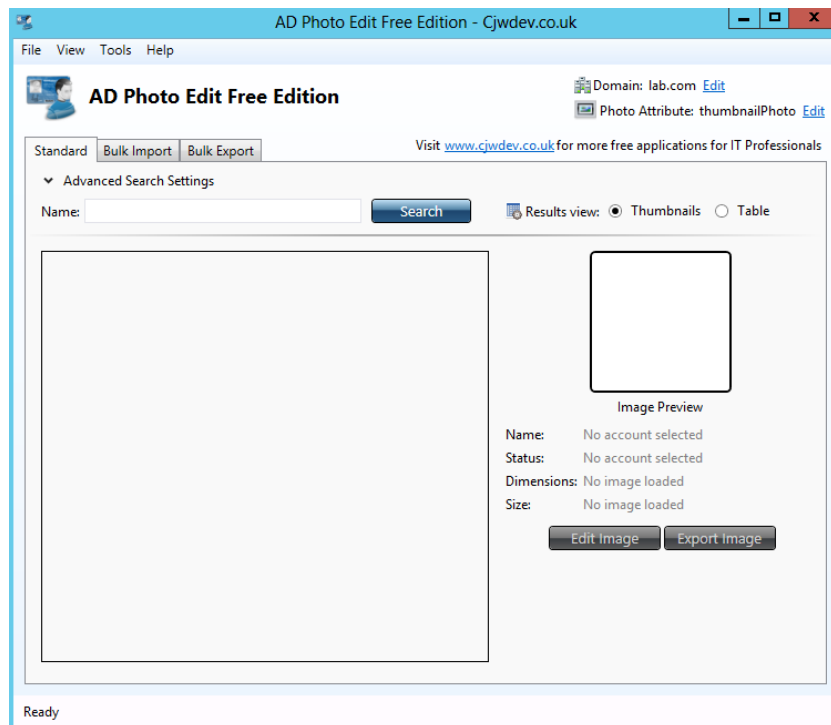 AD Photo Edit Free Edition - Cjwdev.co.uk
File View Tools Help
AD Photo Edit Free Edition
Domain: lab.com Edit
Photo Attribute: thumbnailPhoto Edit
Standard Bulk Import Bulk Export
Visit www.cjwdev.co.uk for more free applications for IT Professionals
Advanced Search Settings
Name: Search Results view: Thumbnails Table
Image Preview
Name: No account selected
Status: No account selected
Dimensions: No image loaded
Size: No image loaded
Edit Image Export Image
Ready